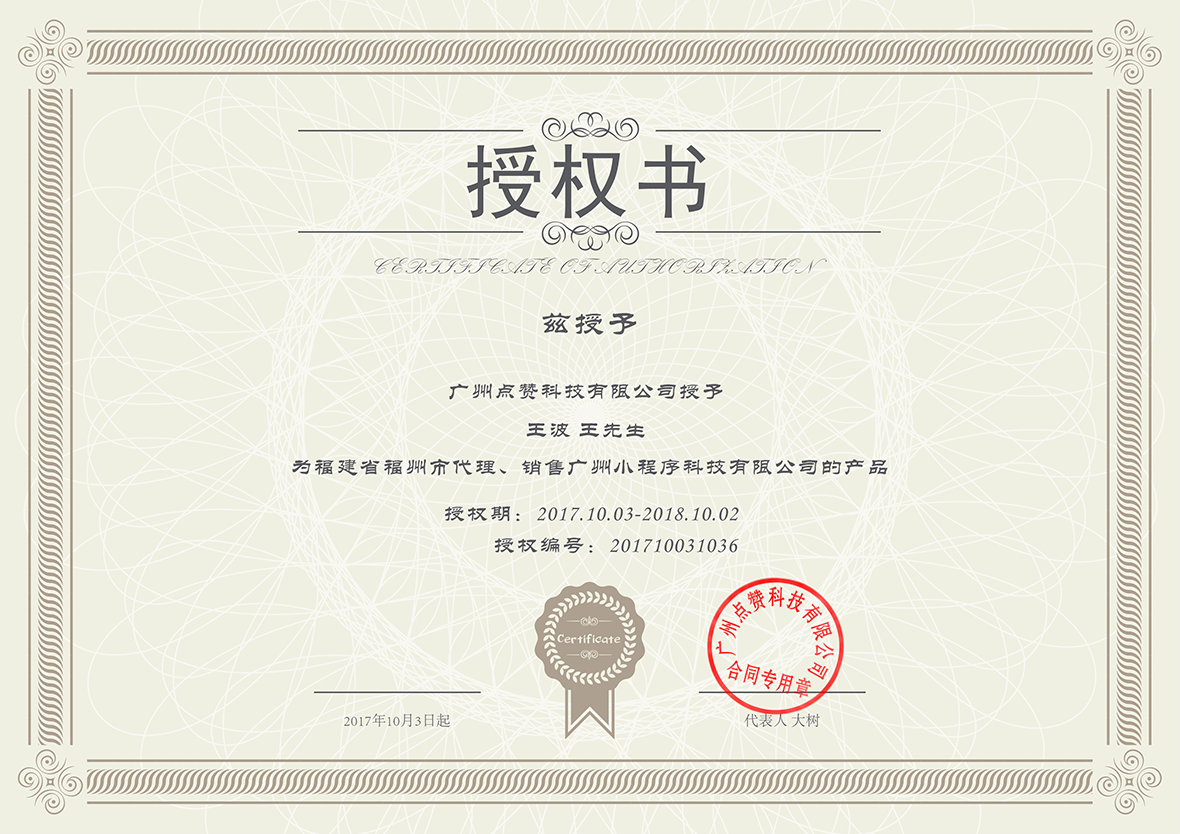 授权书
CERTIFICATE OF AUTHORIZATION
兹授予
广州点赞科技有限公司授予
王波 王先生
为福建省福州市代理、销售广州小程序科技有限公司的产品
授权期：2017.10.03-2018.10.02
授权编号：201710031036
Certificate
广州点赞科技有限公司
合同专用章
2017年10月3日起
代表人 大树